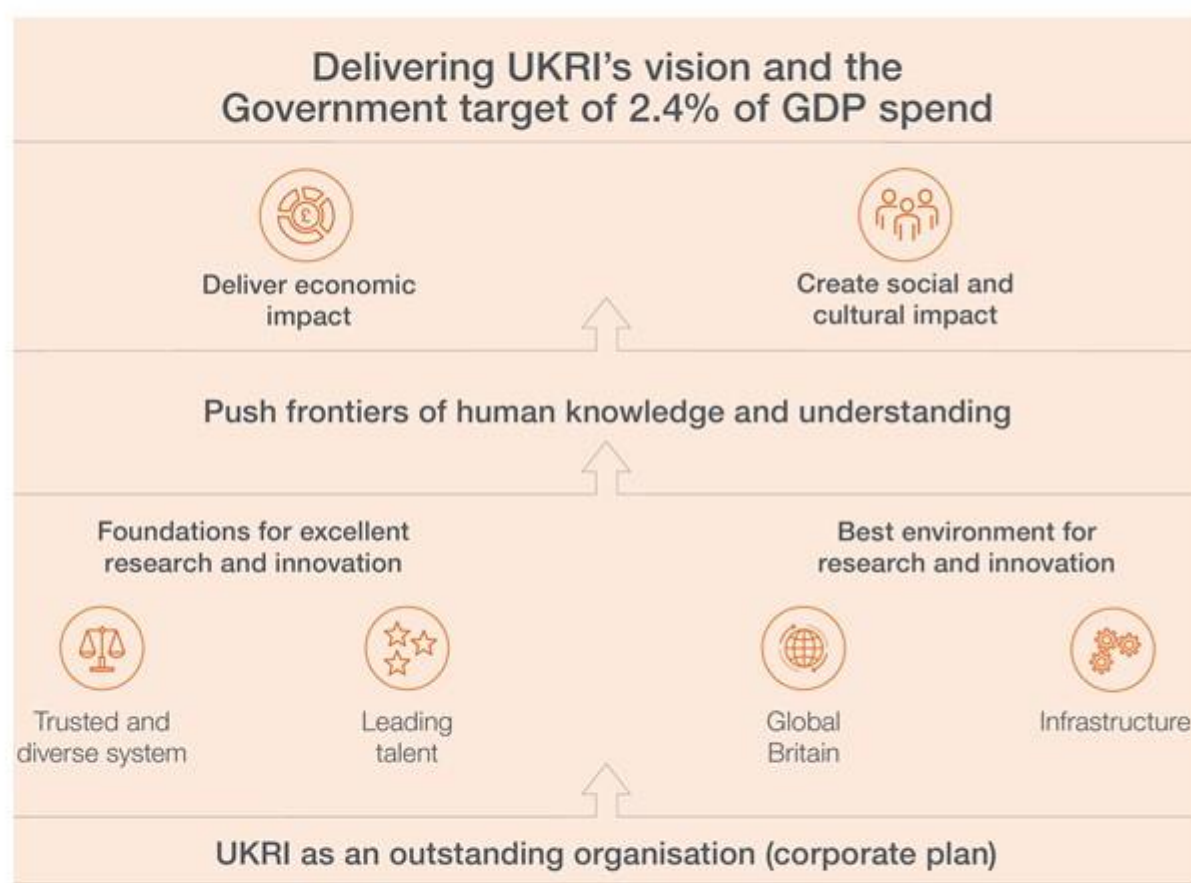 Delivering UKRI's vision and the
Government target of 2.4% of GDP spend
£
Deliver economic
impact
Create social and
cultural impact
Push frontiers of human knowledge and understanding
Foundations for excellent
research and innovation
Best environment for
research and innovation
Trusted and
diverse system
Leading
talent
Global
Britain
Infrastructure
UKRI as an outstanding organisation (corporate plan)